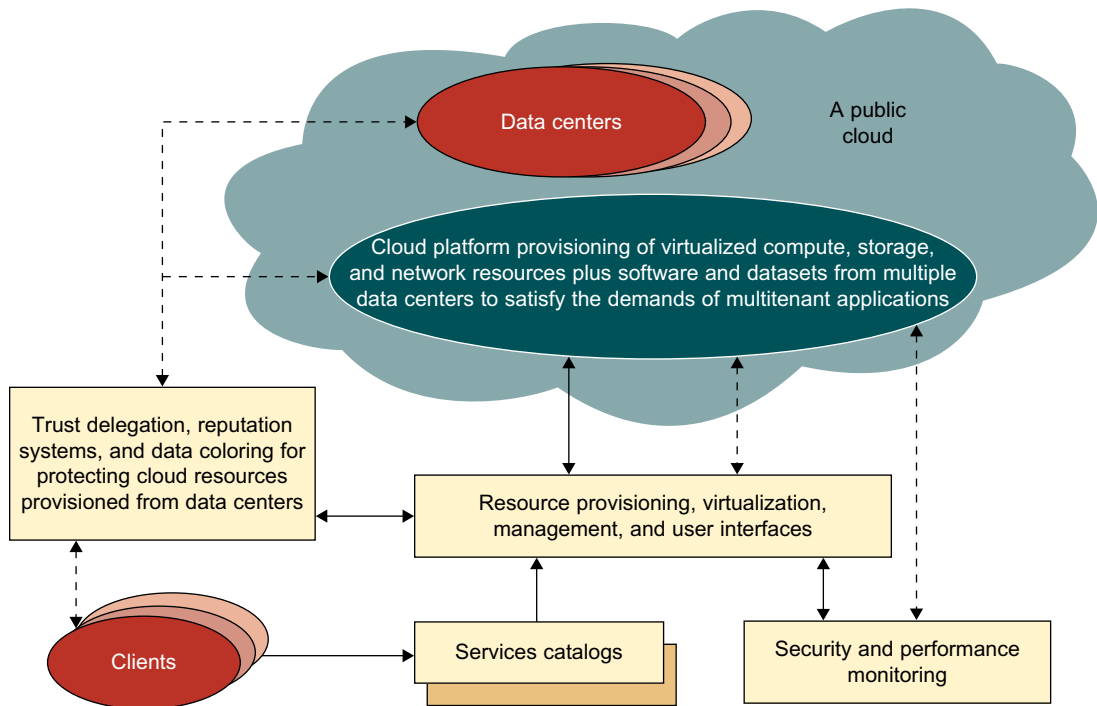 Data centers
A public
cloud
Cloud platform provisioning of virtualized compute, storage,
and network resources plus software and datasets from multiple
data centers to satisfy the demands of multitenant applications
Trust delegation, reputation
systems, and data coloring for
protecting cloud resources
provisioned from data centers
Resource provisioning, virtualization,
management, and user interfaces
Clients
Services catalogs
Security and performance
monitoring